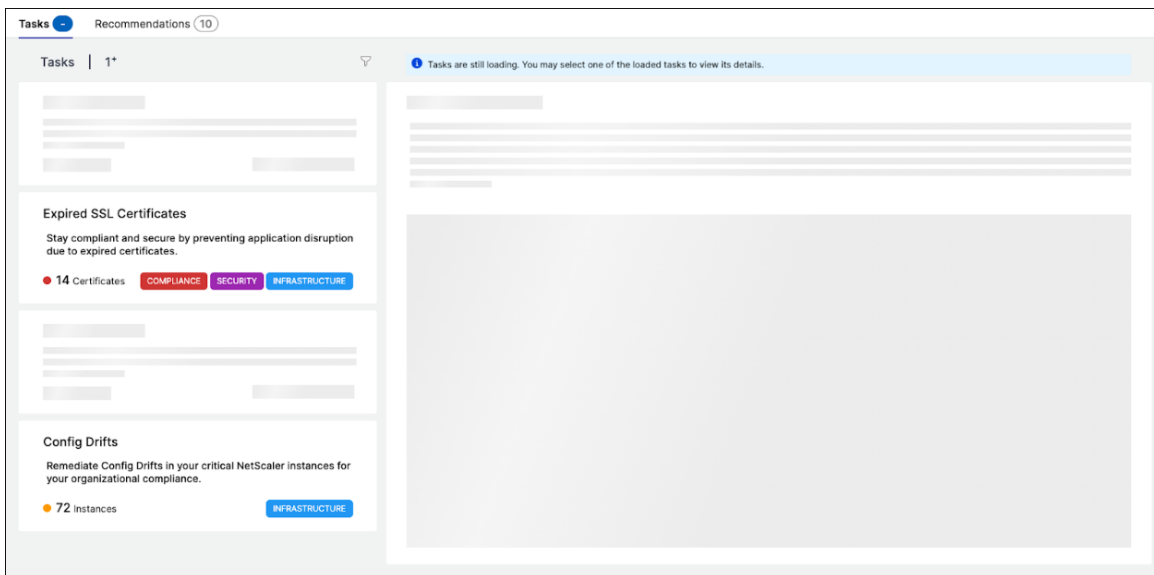 Tasks - Recommendations 10
Tasks | 1+
Tasks are still loading. You may select one of the loaded tasks to view its details.
Expired SSL Certificates
Stay compliant and secure by preventing application disruption
due to expired certificates.
14 Certificates COMPLIANCE SECURITY INFRASTRUCTURE
Config Drifts
Remediate Config Drifts in your critical NetScaler instances for
your organizational compliance.
72 Instances INFRASTRUCTURE